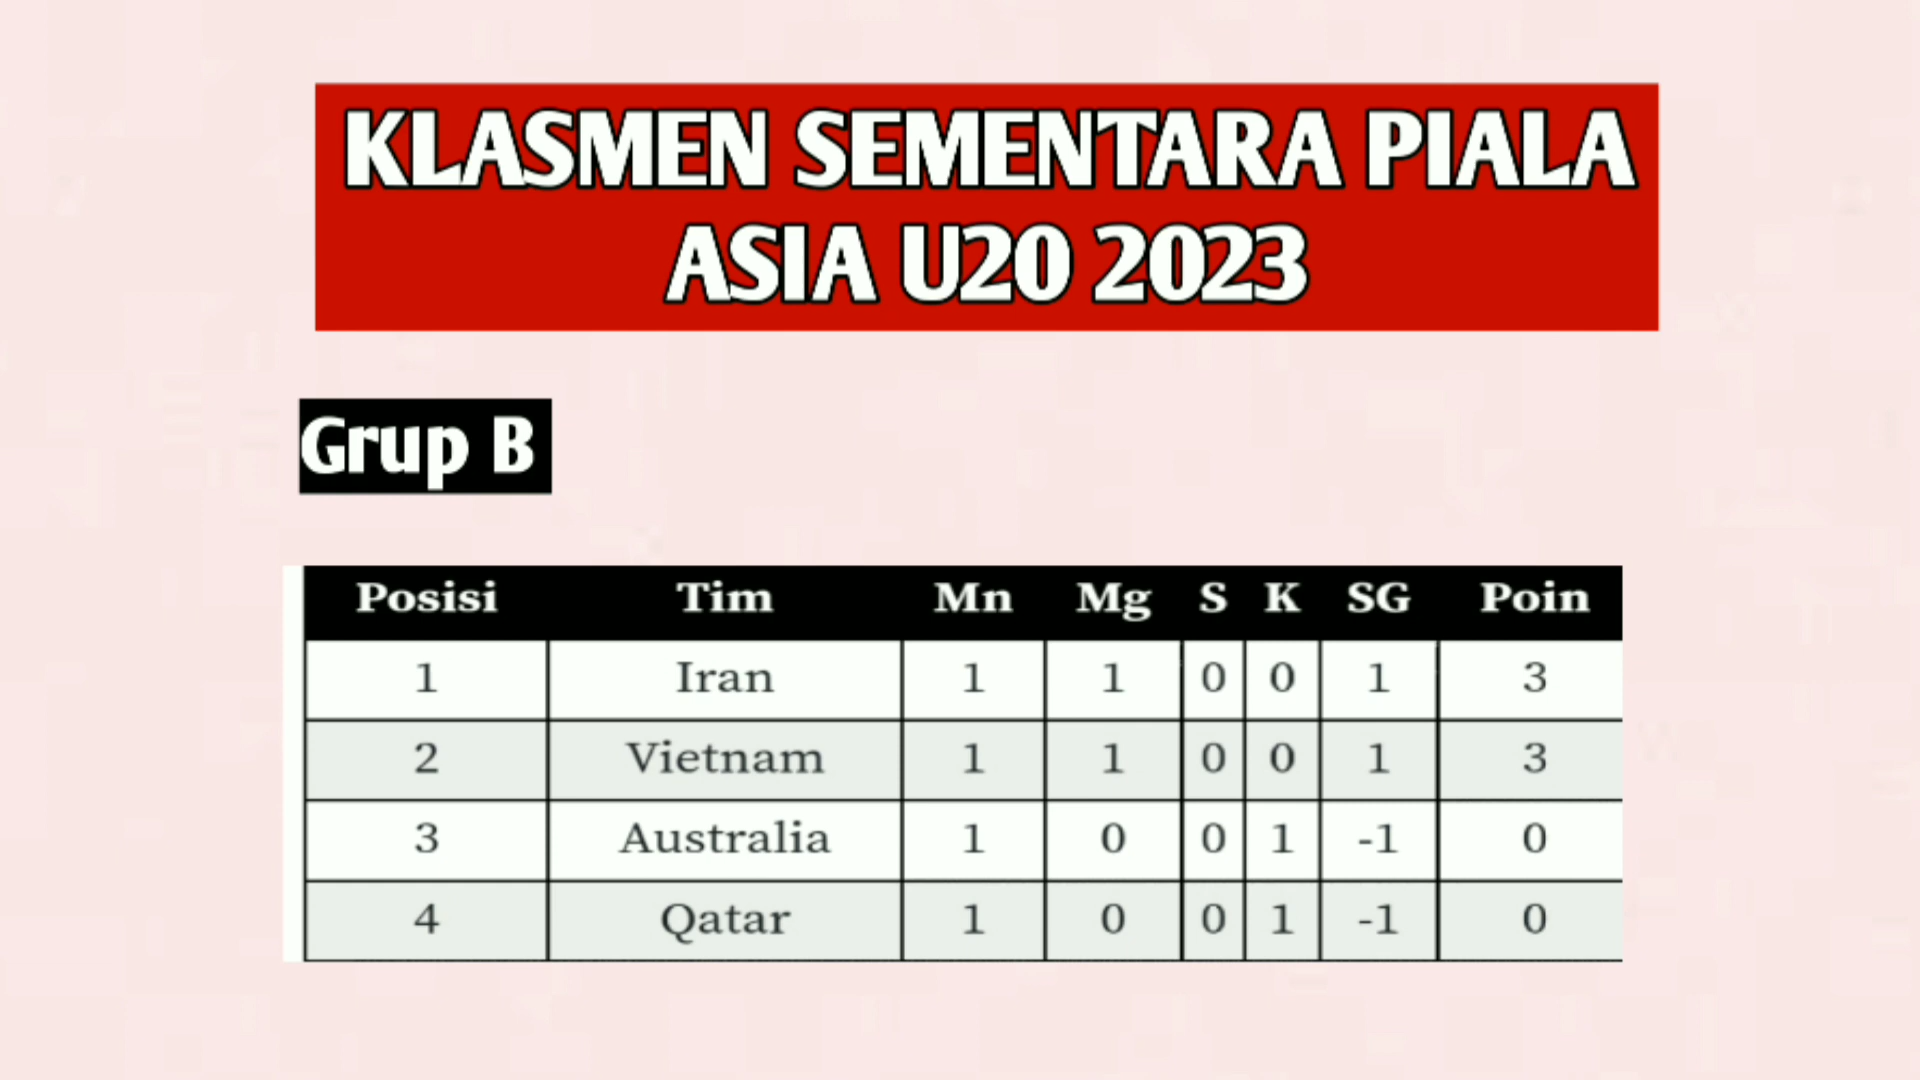 KLASMEN SEMENTARA PIALA
ASIA U20 2023
Grup B
Posisi Tim Mn Mg S K SG Poin
1 Iran 1 1 0 0 1 3
2 Vietnam 1 1 0 0 1 3
3 Australia 1 0 0 1 -1 0
4 Qatar 1 0 0 1 -1 0